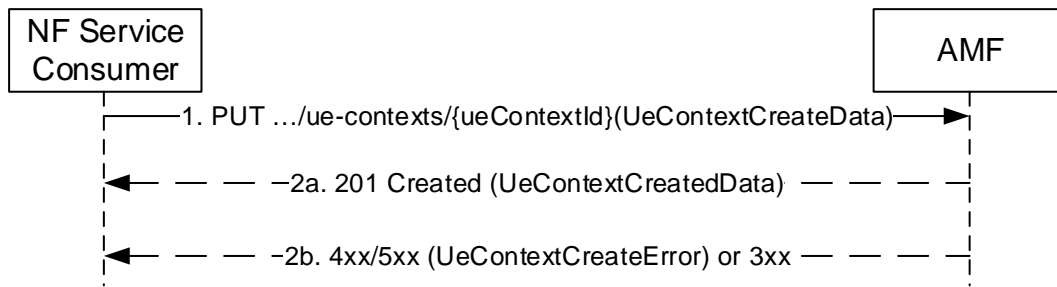 NF Service
Consumer
AMF
1. PUT …/ue-contexts/{ueContextId}(UeContextCreateData)
2a. 201 Created (UeContextCreatedData)
2b. 4xx/5xx (UeContextCreateError) or 3xx